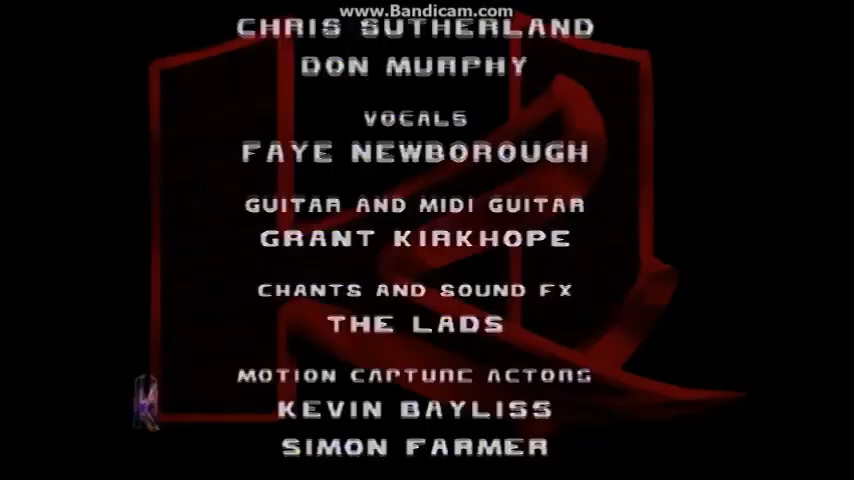 www.Bandicam.com
CHRIS SUTHERLAND
DON MURPHY
VOCALS
FAYE NEWBOROUGH
GUITAR AND MIDI GUITAR
GRANT KIRKHOPE
CHANTS AND SOUND FX
THE LADS
MOTION CAPTURE ACTORS
KEVIN BAYLISS
SIMON FARMER